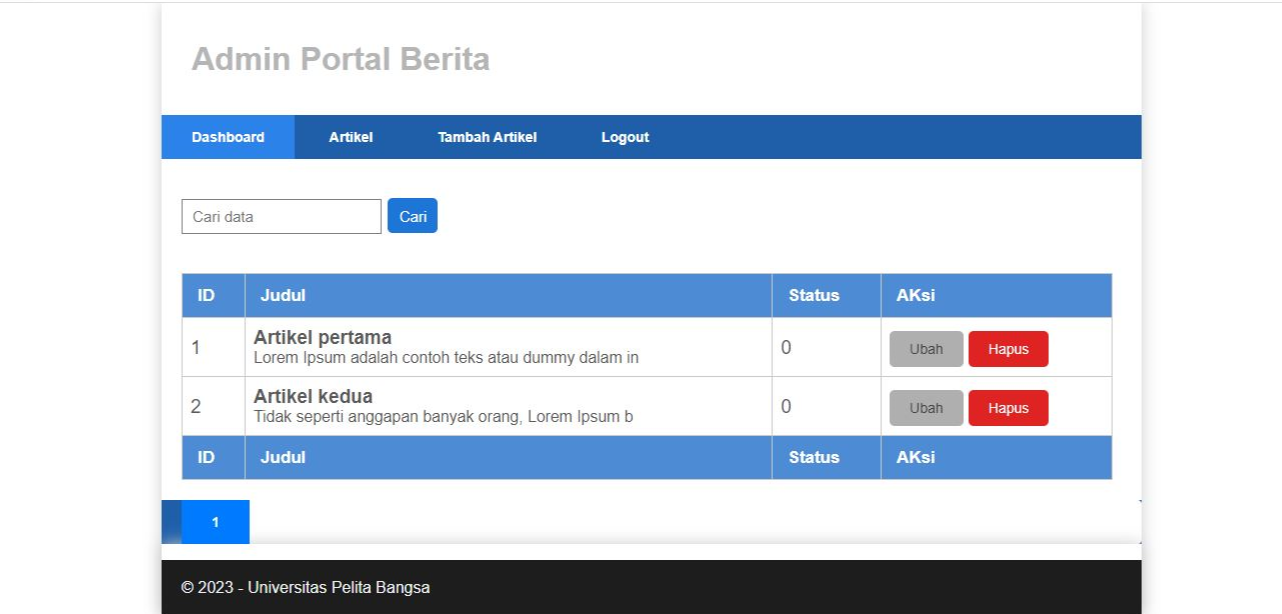 Admin Portal Berita
Dashboard Artikel Tambah Artikel Logout
Cari data Cari
ID Judul Status AKsi
1 Artikel pertama 0 Ubah Hapus
Lorem Ipsum adalah contoh teks atau dummy dalam in
2 Artikel kedua 0 Ubah Hapus
Tidak seperti anggapan banyak orang, Lorem Ipsum b
ID Judul Status AKsi
1
© 2023 - Universitas Pelita Bangsa